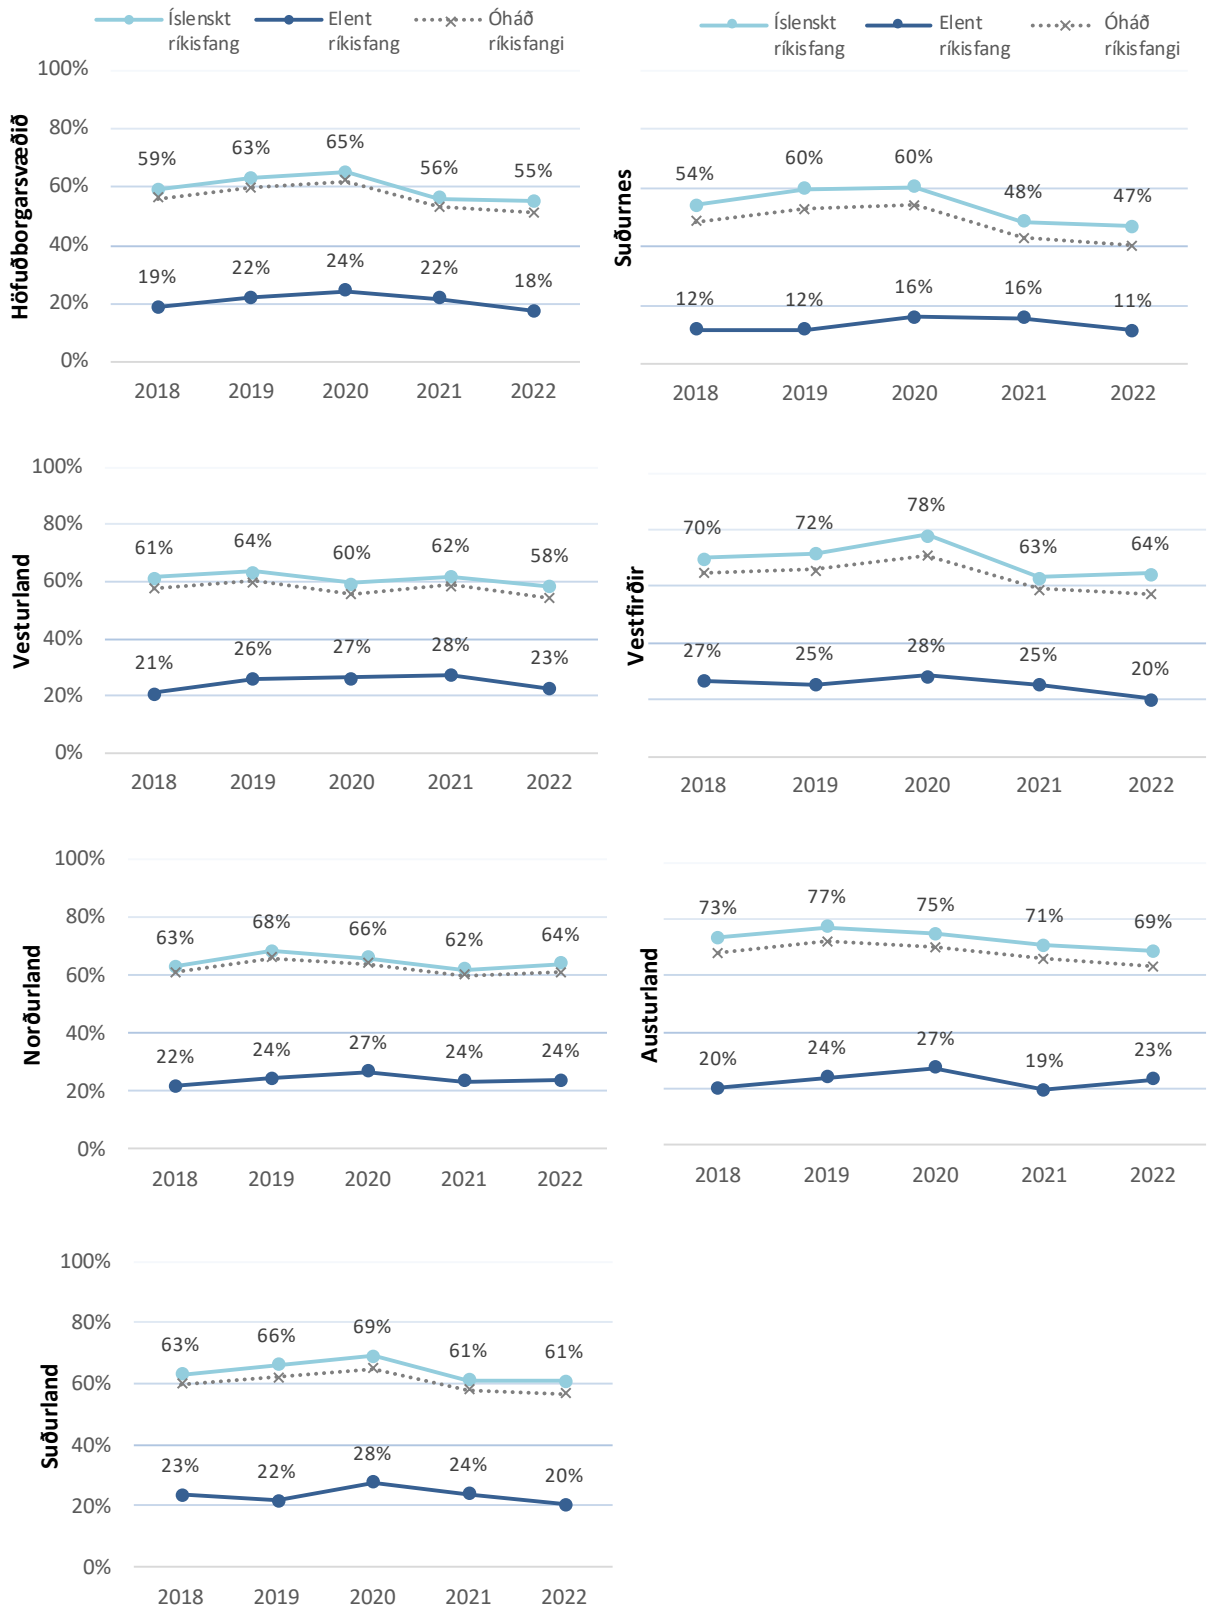 Íslenskt ríkisfang
Elent ríkisfang
Óháð ríkisfangi
Höfuðborgarsvæðið
100%
80%
60%
40%
20%
0%
59% 63% 65% 56% 55%
19% 22% 24% 22% 18%
2018 2019 2020 2021 2022
Íslenskt ríkisfang
Elent ríkisfang
Óháð ríkisfangi
Suðurnes
54% 60% 60% 48% 47%
12% 12% 16% 16% 11%
2018 2019 2020 2021 2022
Vesturland
100%
80%
60%
40%
20%
0%
61% 64% 60% 62% 58%
21% 26% 27% 28% 23%
2018 2019 2020 2021 2022
Vestfirðir
70% 72% 78% 63% 64%
27% 25% 28% 25% 20%
2018 2019 2020 2021 2022
Norðurland
100%
80%
60%
40%
20%
0%
63% 68% 66% 62% 64%
22% 24% 27% 24% 24%
2018 2019 2020 2021 2022
Austurland
73% 77% 75% 71% 69%
20% 24% 27% 19% 23%
2018 2019 2020 2021 2022
Suðurland
100%
80%
60%
40%
20%
0%
63% 66% 69% 61% 61%
23% 22% 28% 24% 20%
2018 2019 2020 2021 2022